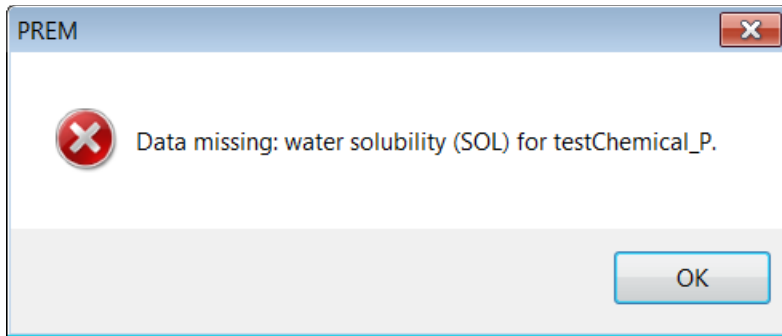 PREM
Data missing: water solubility (SOL) for testChemical_P.
OK